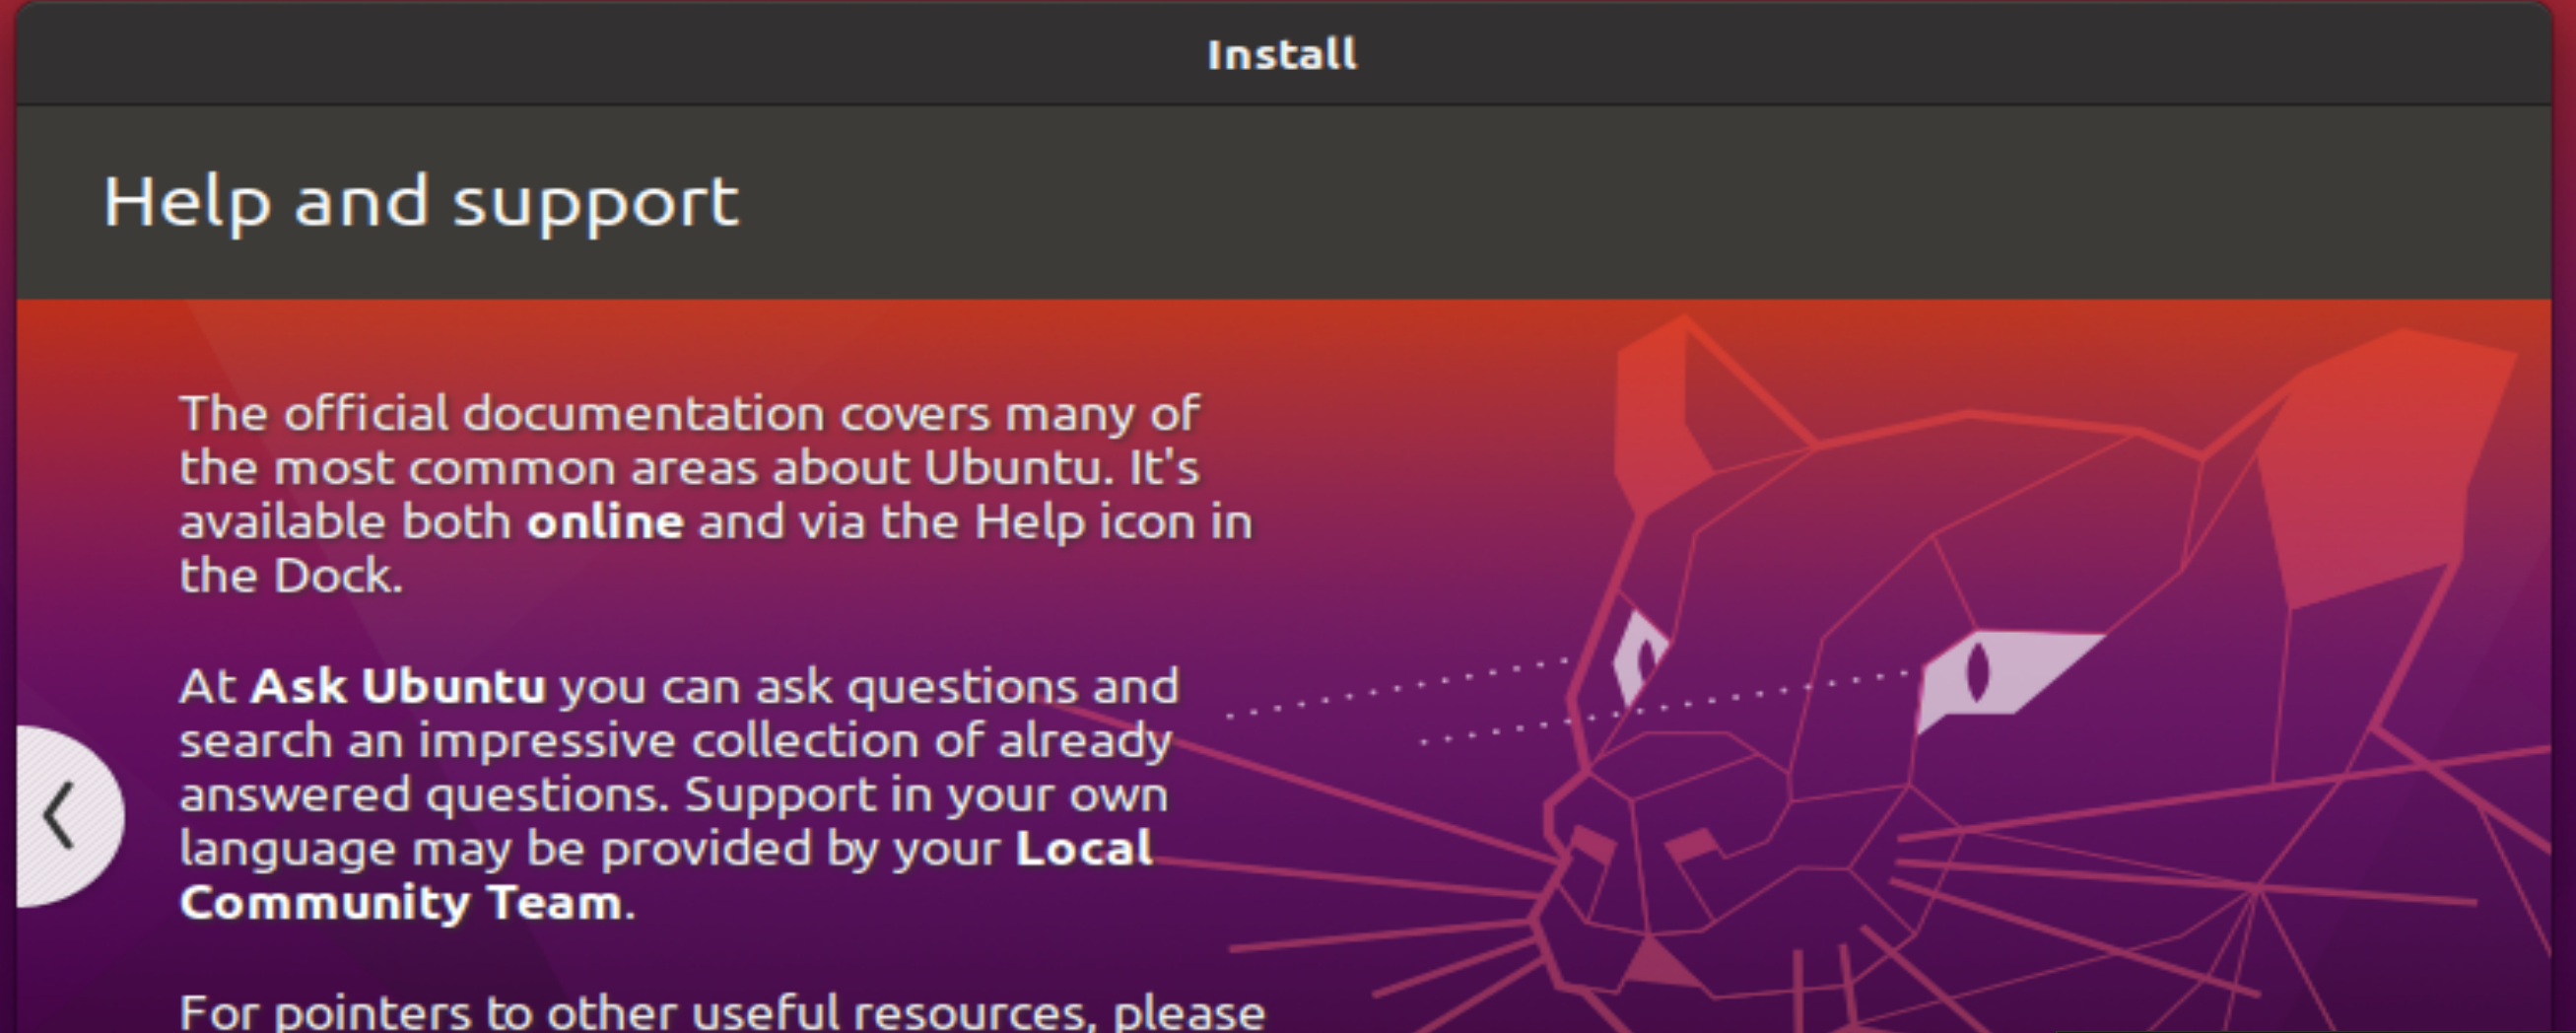 Install
Help and support
The official documentation covers many of
the most common areas about Ubuntu. It's
available both online and via the Help icon in
the Dock.
At Ask Ubuntu you can ask questions and
search an impressive collection of already
answered questions. Support in your own
language may be provided by your Local
Community Team.
For pointers to other useful resources, please